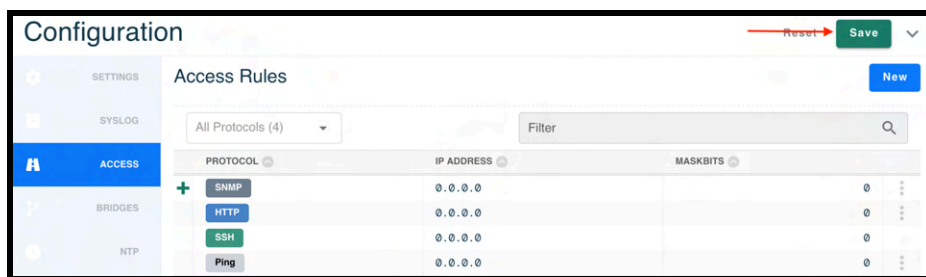 Configuration
Reset Save
SETTINGS
Access Rules
New
SYSLOG
All Protocols (4)
Filter
ACCESS
PROTOCOL IP ADDRESS MASKBITS
SNMP 0.0.0.0 0
BRIDGES
HTTP 0.0.0.0 0
SSH 0.0.0.0 0
NTP
Ping 0.0.0.0 0